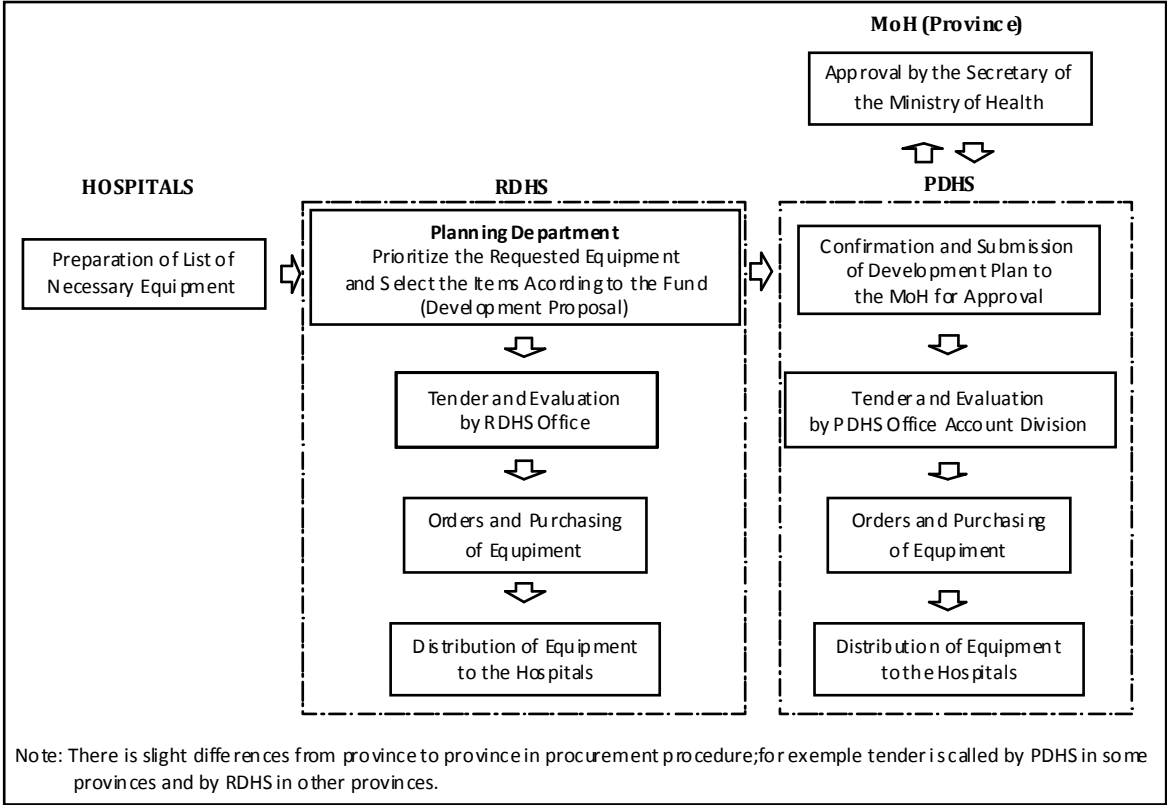 MoH (Province)
Approval by the Secretary of
the Ministry of Health
HOSPITALS
RDHS
PDHS
Preparation of List of
Necessary Equipment
Planning Department
Prioritize the Requested Equipment
and Select the Items Acording to the Fund
(Development Proposal)
Confirmation and Submission
of Development Plan to
the MoH for Approval
Tender and Evaluation
by RDHS Office
Tender and Evaluation
by PDHS Office Account Division
Orders and Purchasing
of Equpiment
Orders and Purchasing
of Equpiment
Distribution of Equipment
to the Hospitals
Distribution of Equipment
to the Hospitals
Note: There is slight differences from province to province in procurement procedure;for exemple tender is called by PDHS in some
provinces and by RDHS in other provinces.